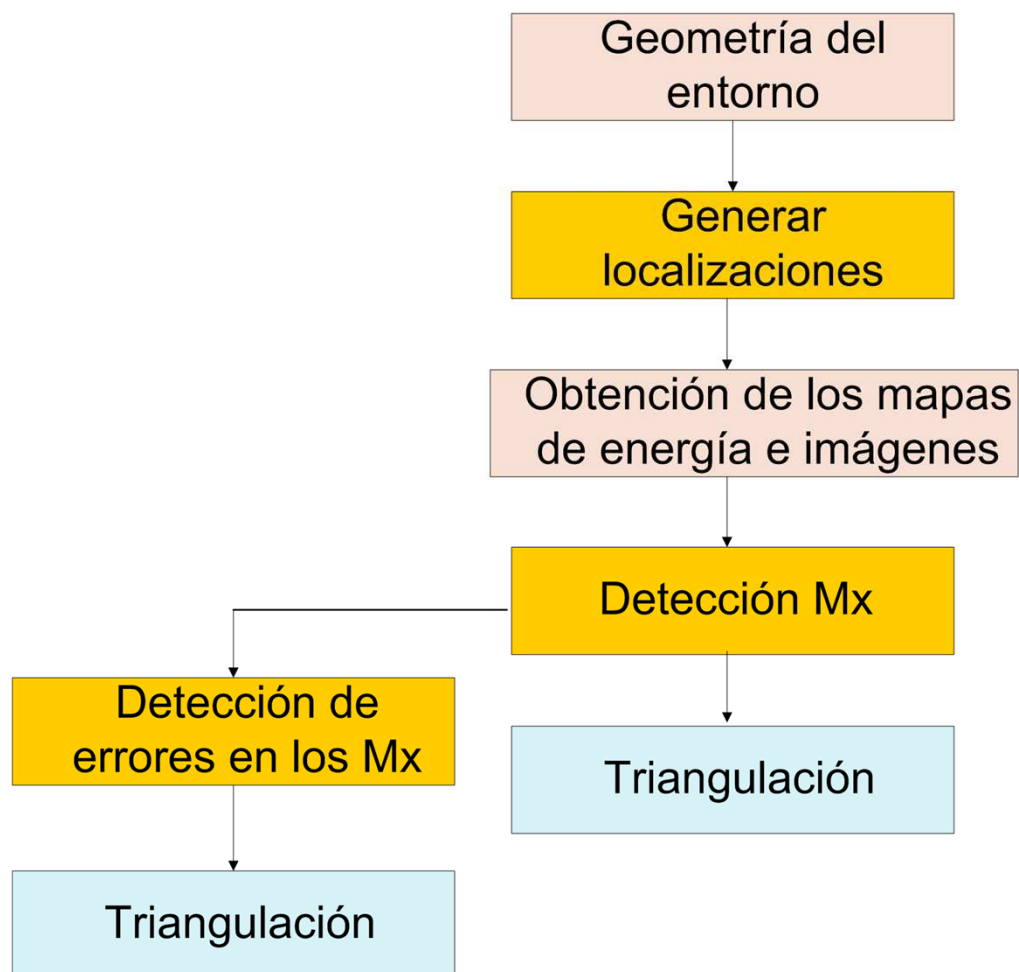 Geometría del
entorno
Generar
localizaciones
Obtención de los mapas
de energía e imágenes
Detección Mx
Detección de
errores en los Mx
Triangulación
Triangulación